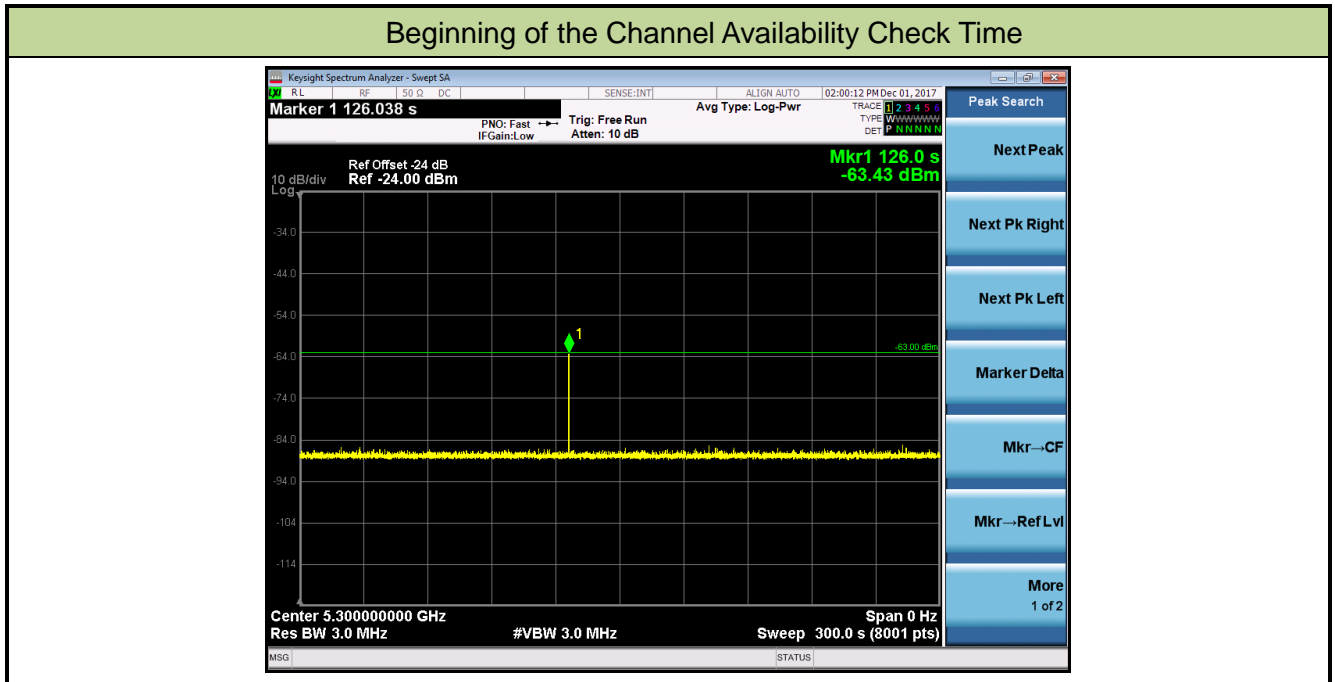 Beginning of the Channel Availability Check Time
Keysight Spectrum Analyzer - Swept SA
RL RF 50 Ω DC SENSE:INT ALIGN AUTO 02:00:12 PM Dec 01, 2017
Marker 1 126.038 s
PNO: Fast
IFGain:Low
Trig: Free Run
Atten: 10 dB
Avg Type: Log-Pwr
TRACE 1 2 3 4 5 6
TYPE WWWWWW
DET P N N N N N
Peak Search
Next Peak
Next Pk Right
Next Pk Left
Marker Delta
Mkr→CF
Mkr→Ref Lvl
More
1 of 2
Ref Offset -24 dB
10 dB/div Ref -24.00 dBm
Log
Mkr1 126.0 s
-63.43 dBm
-34.0
-44.0
-54.0
1
-63.00 dBm
-64.0
-74.0
-84.0
-94.0
-104
-114
Center 5.300000000 GHz Span 0 Hz
Res BW 3.0 MHz #VBW 3.0 MHz Sweep 300.0 s (8001 pts)
MSG STATUS